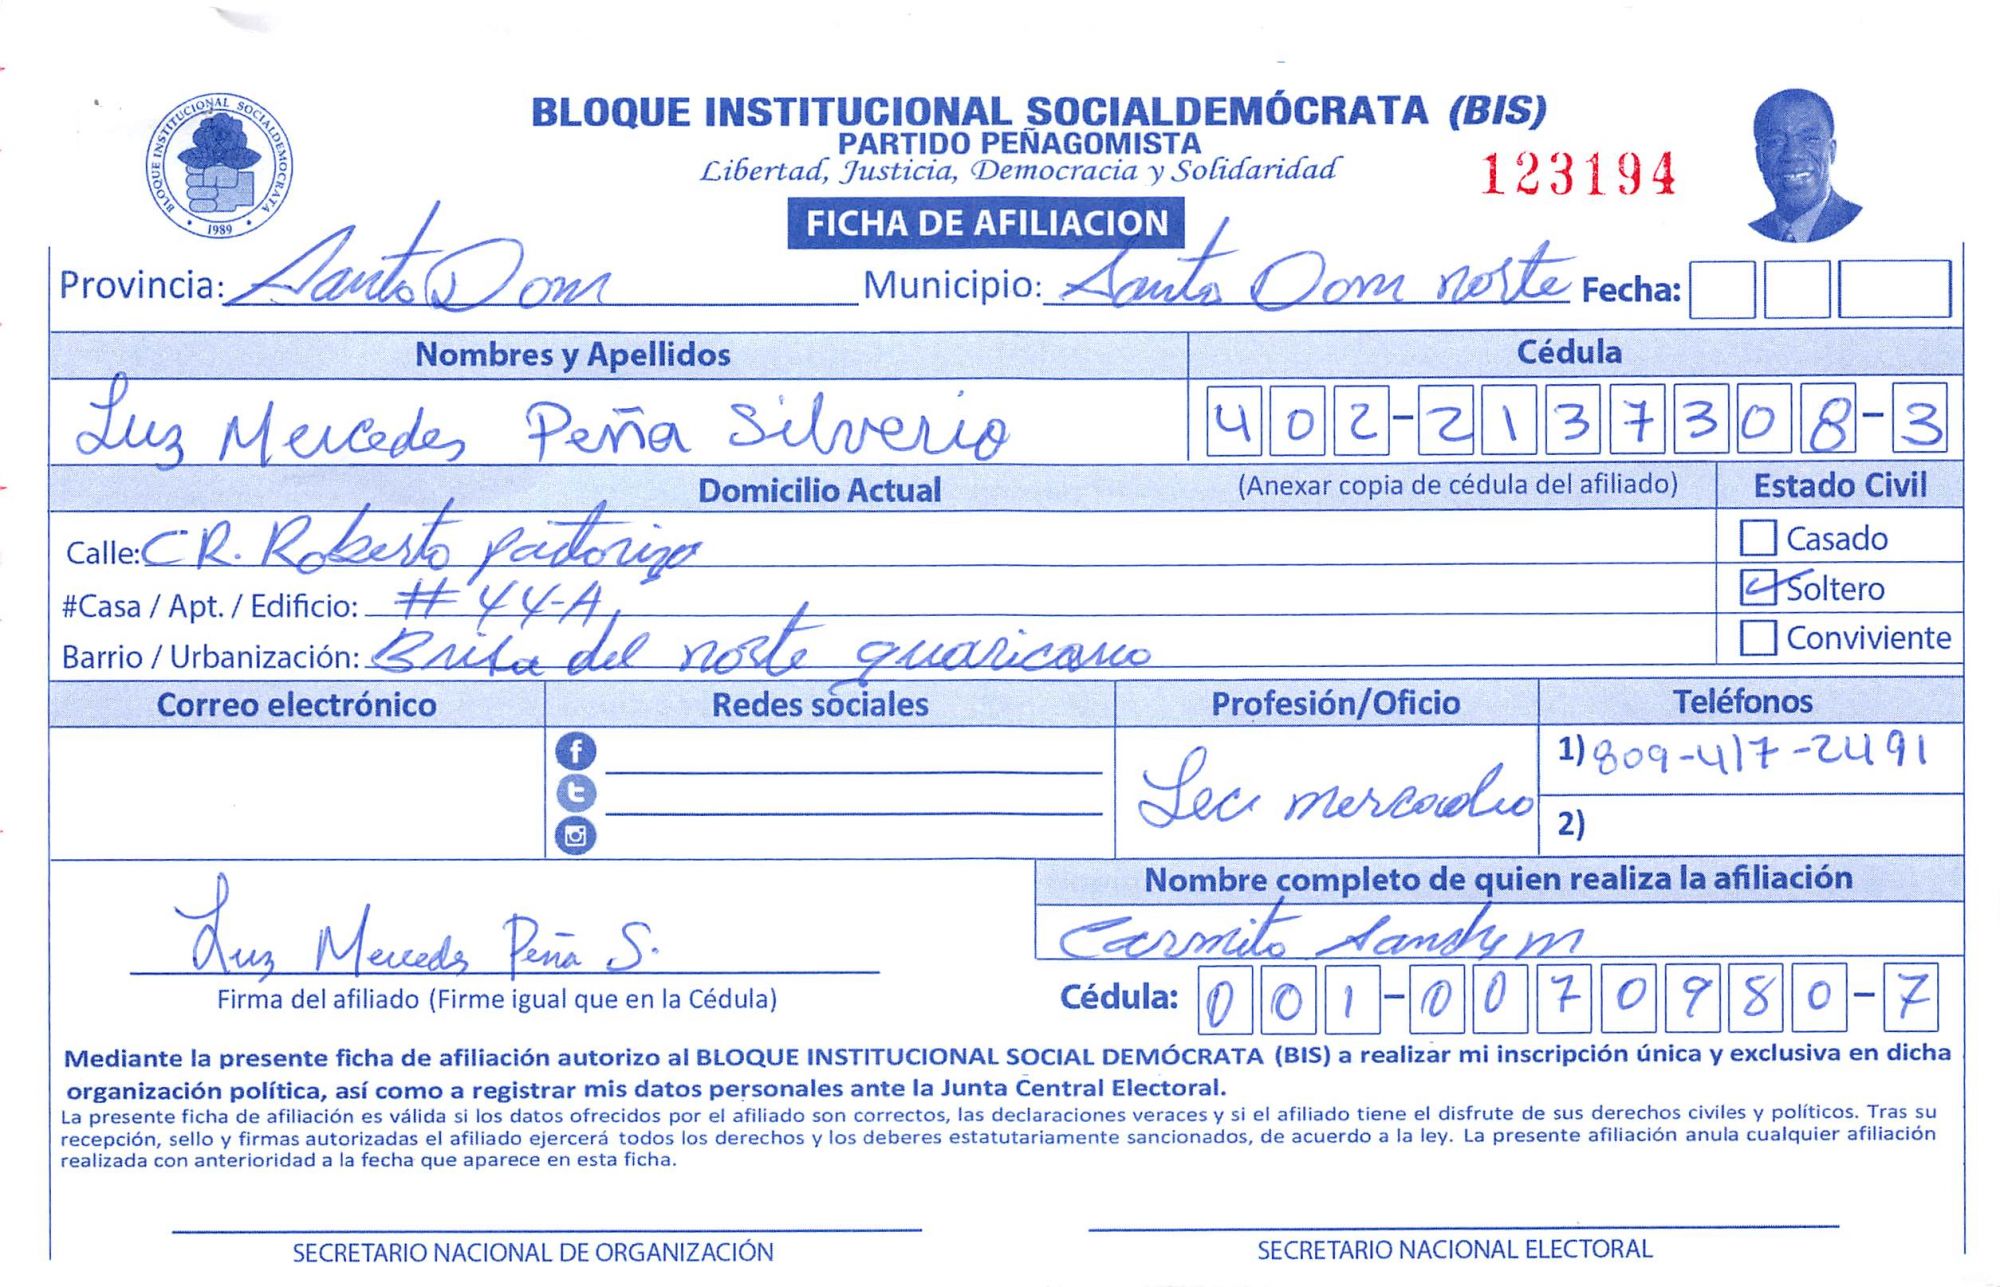 BLOQUE INSTITUCIONAL SOCIALDEMOCRATA
1989
BLOQUE INSTITUCIONAL SOCIALDEMÓCRATA (BIS)
PARTIDO PEÑAGOMISTA
Libertad, Justicia, Democracia y Solidaridad
123194
FICHA DE AFILIACION
Provincia: Santo Dom Municipio: Santo Dom norte Fecha:
Nombres y Apellidos Cédula
Luz Mercedes Peña Silverio 402-2137308-3
Domicilio Actual (Anexar copia de cédula del afiliado) Estado Civil
Calle: CR. Roberto pastoriza Casado
#Casa / Apt. / Edificio: # 44-A Soltero
Barrio / Urbanización: Brisa del norte guaricano Conviviente
Correo electrónico Redes sociales Profesión/Oficio Teléfonos
1) 809-417-2491
Lec mercadeo
2)
Nombre completo de quien realiza la afiliación
Luz Mercedes Peña S. Carmito
Firma del afiliado (Firme igual que en la Cédula) Cédula: 001-0070980-7
Mediante la presente ficha de afiliación autorizo al BLOQUE INSTITUCIONAL SOCIAL DEMÓCRATA (BIS) a realizar mi inscripción única y exclusiva en dicha
organización política, así como a registrar mis datos personales ante la Junta Central Electoral.
La presente ficha de afiliación es válida si los datos ofrecidos por el afiliado son correctos, las declaraciones veraces y si el afiliado tiene el disfrute de sus derechos civiles y políticos. Tras su
recepción, sello y firmas autorizadas el afiliado ejercerá todos los derechos y los deberes estatutariamente sancionados, de acuerdo a la ley. La presente afiliación anula cualquier afiliación
realizada con anterioridad a la fecha que aparece en esta ficha.
SECRETARIO NACIONAL DE ORGANIZACIÓN SECRETARIO NACIONAL ELECTORAL